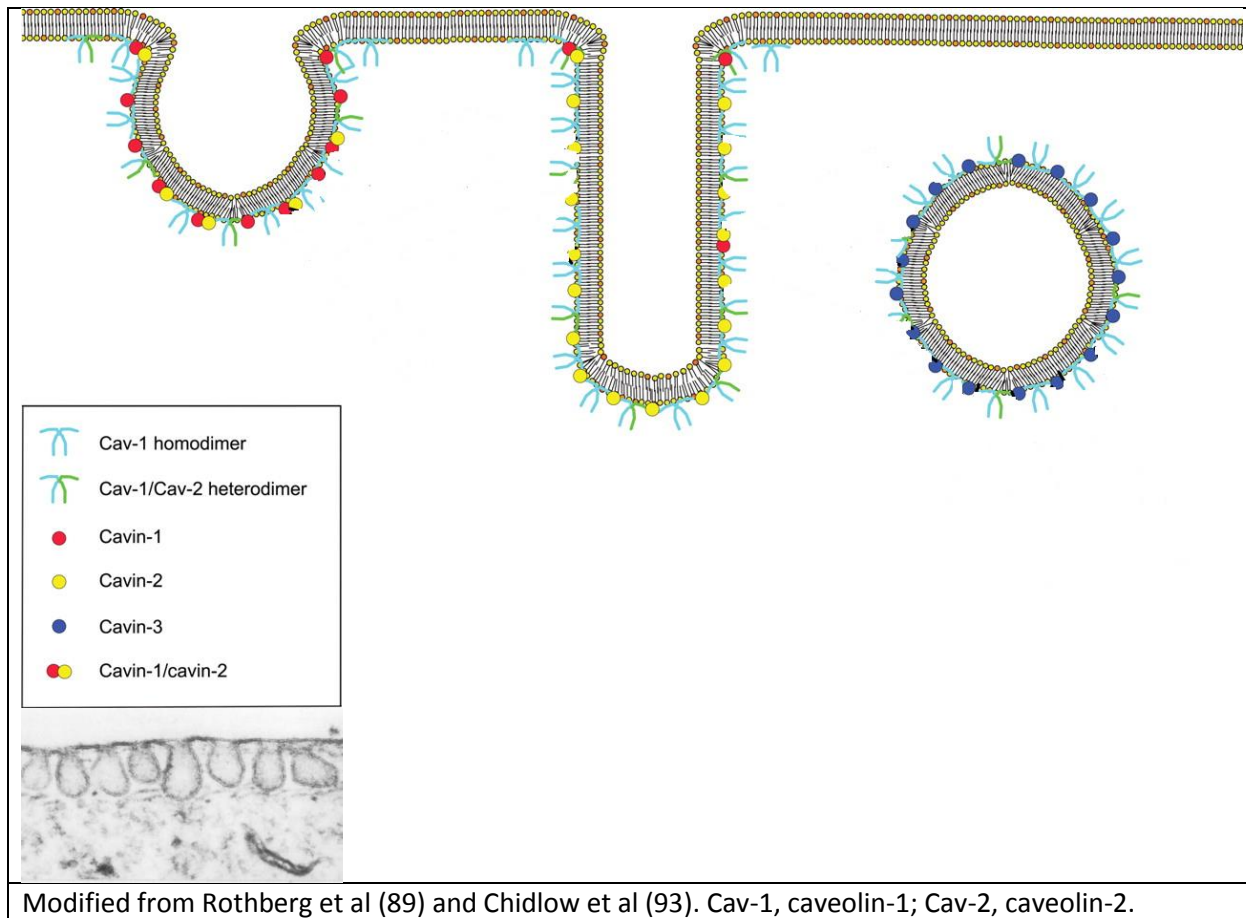 Cav-1 homodimer
Cav-1/Cav-2 heterodimer
Cavin-1
Cavin-2
Cavin-3
Cavin-1/cavin-2
Modified from Rothberg et al (89) and Chidlow et al (93). Cav-1, caveolin-1; Cav-2, caveolin-2.